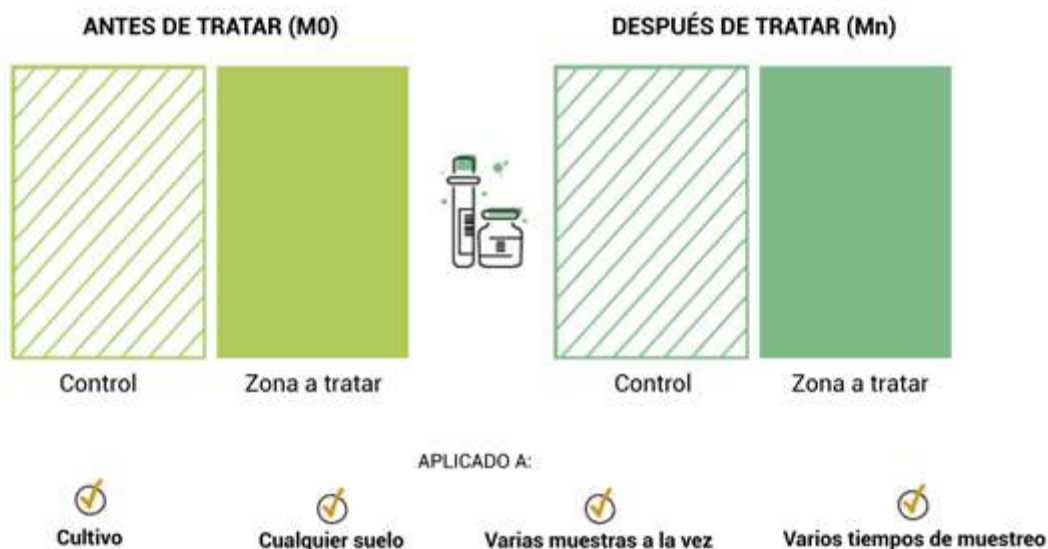 ANTES DE TRATAR (M0)
DESPUÉS DE TRATAR (Mn)
Control
Zona a tratar
Control
Zona a tratar
APLICADO A:
Cultivo
Cualquier suelo
Varias muestras a la vez
Varios tiempos de muestreo